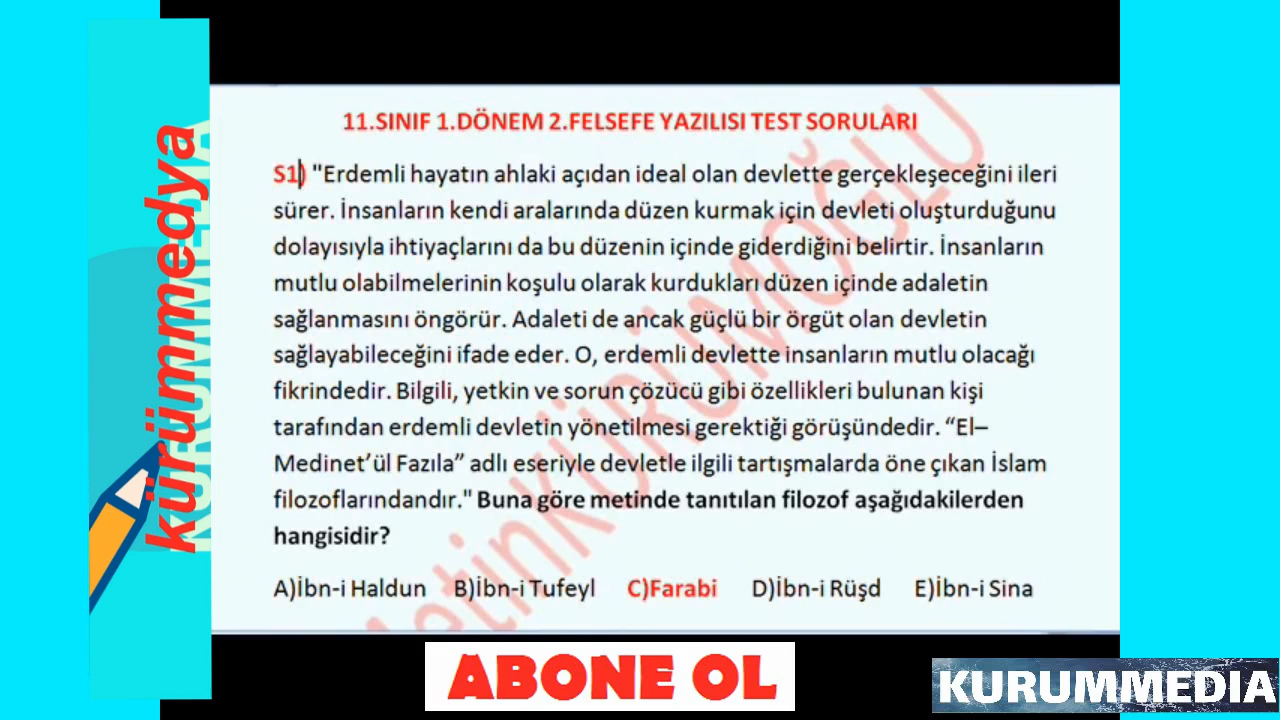 11.SINIF 1.DÖNEM 2.FELSEFE YAZILISI TEST SORULARI
S1) "Erdemli hayatın ahlaki açıdan ideal olan devlette gerçekleşeceğini ileri
sürer. İnsanların kendi aralarında düzen kurmak için devleti oluşturduğunu
dolayısıyla ihtiyaçlarını da bu düzenin içinde giderdiğini belirtir. İnsanların
mutlu olabilmelerinin koşulu olarak kurdukları düzen içinde adaletin
sağlanmasını öngörür. Adaleti de ancak güçlü bir örgüt olan devletin
sağlayabileceğini ifade eder. O, erdemli devlette insanların mutlu olacağı
fikrindedir. Bilgili, yetkin ve sorun çözücü gibi özellikleri bulunan kişi
tarafından erdemli devletin yönetilmesi gerektiği görüşündedir. “El–
Medinet’ül Fazıla” adlı eseriyle devletle ilgili tartışmalarda öne çıkan İslam
filozoflarındandır." Buna göre metinde tanıtılan filozof aşağıdakilerden
hangisidir?
A)İbn-i Haldun B)İbn-i Tufeyl C)Farabi D)İbn-i Rüşd E)İbn-i Sina
kürümmedya
ABONE OL
KURUMMEDIA